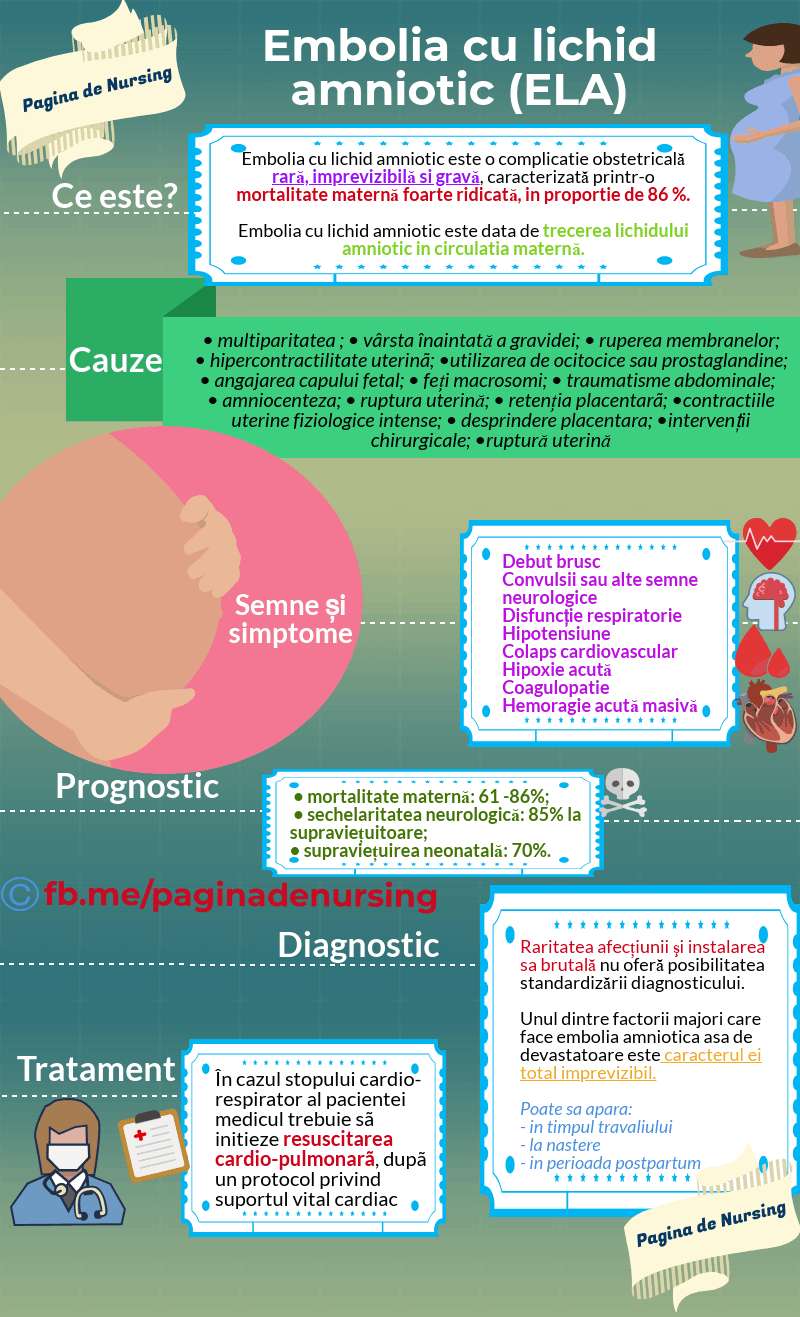 Pagina de Nursing
Embolia cu lichid
amniotic (ELA)
Ce este?
Embolia cu lichid amniotic este o complicatie obstetricală
rară, imprevizibilă si gravă, caracterizată printr-o
mortalitate maternă foarte ridicată, in proportie de 86 %.
Embolia cu lichid amniotic este data de trecerea lichidului
amniotic in circulatia maternă.
Cauze
• multiparitatea ; • vârsta înaintată a gravidei; • ruperea membranelor;
• hipercontractilitate uterinã; •utilizarea de ocitocice sau prostaglandine;
• angajarea capului fetal; • feți macrosomi; • traumatisme abdominale;
• amniocenteza; • ruptura uterină; • retenția placentarã; •contractiile
uterine fiziologice intense; • desprindere placentara; •intervenții
chirurgicale; •ruptură uterină
Semne și
simptome
Debut brusc
Convulsii sau alte semne
neurologice
Disfuncție respiratorie
Hipotensiune
Colaps cardiovascular
Hipoxie acută
Coagulopatie
Hemoragie acută masivă
Prognostic
• mortalitate maternă: 61 -86%;
• sechelaritatea neurologică: 85% la
supraviețuitoare;
• supraviețuirea neonatală: 70%.
© fb.me/paginadenursing
Diagnostic
Raritatea afecțiunii şi instalarea
sa brutală nu oferă posibilitatea
standardizării diagnosticului.
Unul dintre factorii majori care
face embolia amniotica asa de
devastatoare este caracterul ei
total imprevizibil.
Poate sa apara:
- in timpul travaliului
- la nastere
- in perioada postpartum
Tratament
În cazul stopului cardio-
respirator al pacientei
medicul trebuie sã
initieze resuscitarea
cardio-pulmonarã, dupã
un protocol privind
suportul vital cardiac
Pagina de Nursing